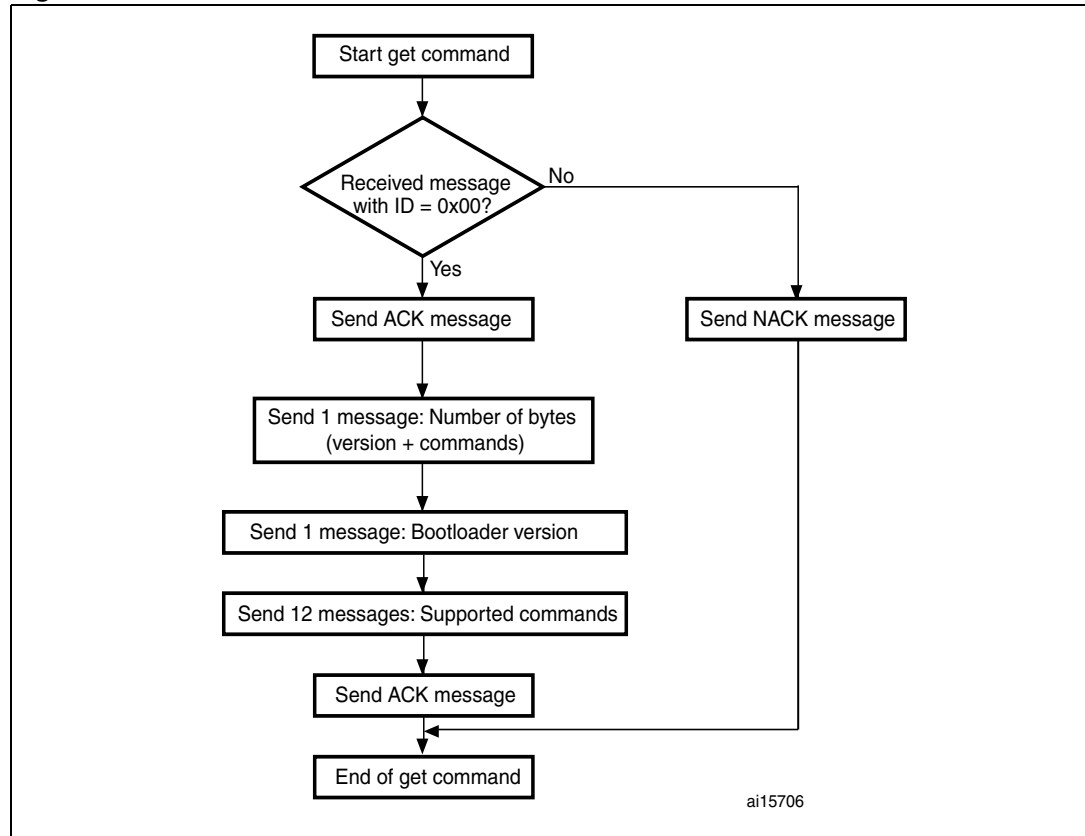 Start get command
Received message
with ID = 0x00?
No
Yes
Send ACK message
Send NACK message
Send 1 message: Number of bytes
(version + commands)
Send 1 message: Bootloader version
Send 12 messages: Supported commands
Send ACK message
End of get command
ai15706